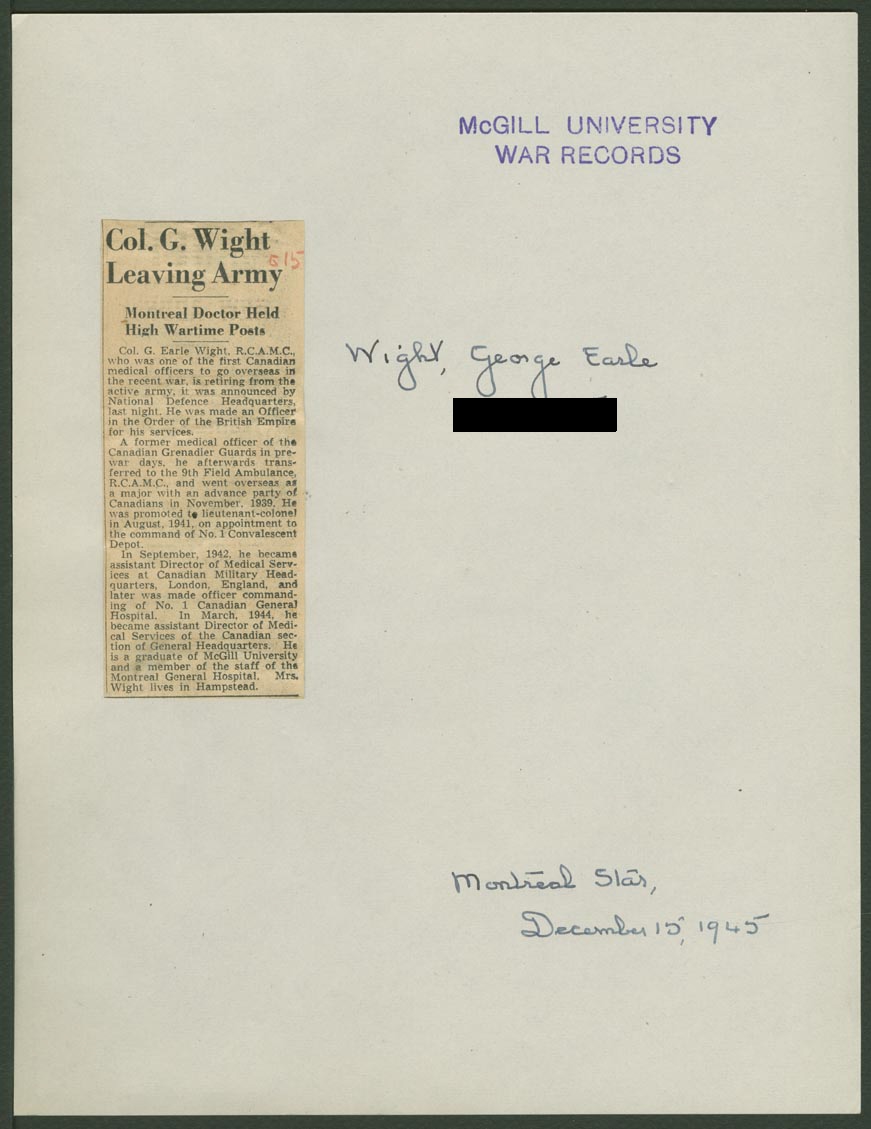 McGILL UNIVERSITY
WAR RECORDS
Col. G. Wight
Leaving Army
G15
Montreal Doctor Held
High Wartime Posts
Col. G. Earle Wight, R.C.A.M.C.,
who was one of the first Canadian
medical officers to go overseas in
the recent war, is retiring from the
active army, it was announced by
National Defence Headquarters,
last night. He was made an Officer
in the Order of the British Empire
for his services.
A former medical officer of the
Canadian Grenadier Guards in pre-
war days, he afterwards trans-
ferred to the 9th Field Ambulance,
R.C.A.M.C., and went overseas as
a major with an advance party of
Canadians in November, 1939. He
was promoted to lieutenant-colonel
in August, 1941, on appointment to
the command of No. 1 Convalescent
Depot.
In September, 1942, he became
assistant Director of Medical Serv-
ices at Canadian Military Head-
quarters, London, England, and
later was made officer command-
ing of No. 1 Canadian General
Hospital. In March, 1944, he
became assistant Director of Medi-
cal Services of the Canadian sec-
tion of General Headquarters. He
is a graduate of McGill University
and a member of the staff of the
Montreal General Hospital. Mrs.
Wight lives in Hampstead.
Wight, George Earle
Montreal Star,
December 15, 1945